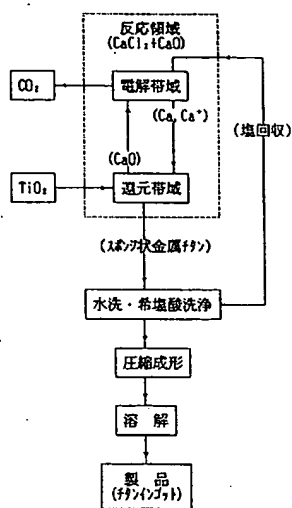 反応領域
(CaCl₂+CaO)
CO₂
電解帯域
(Ca, Ca⁺)
(塩回収)
(CaO)
TiO₂
還元帯域
(スポンジ状金属チタン)
水洗・希塩酸洗浄
圧縮成形
溶 解
製 品
(チタンインゴット)